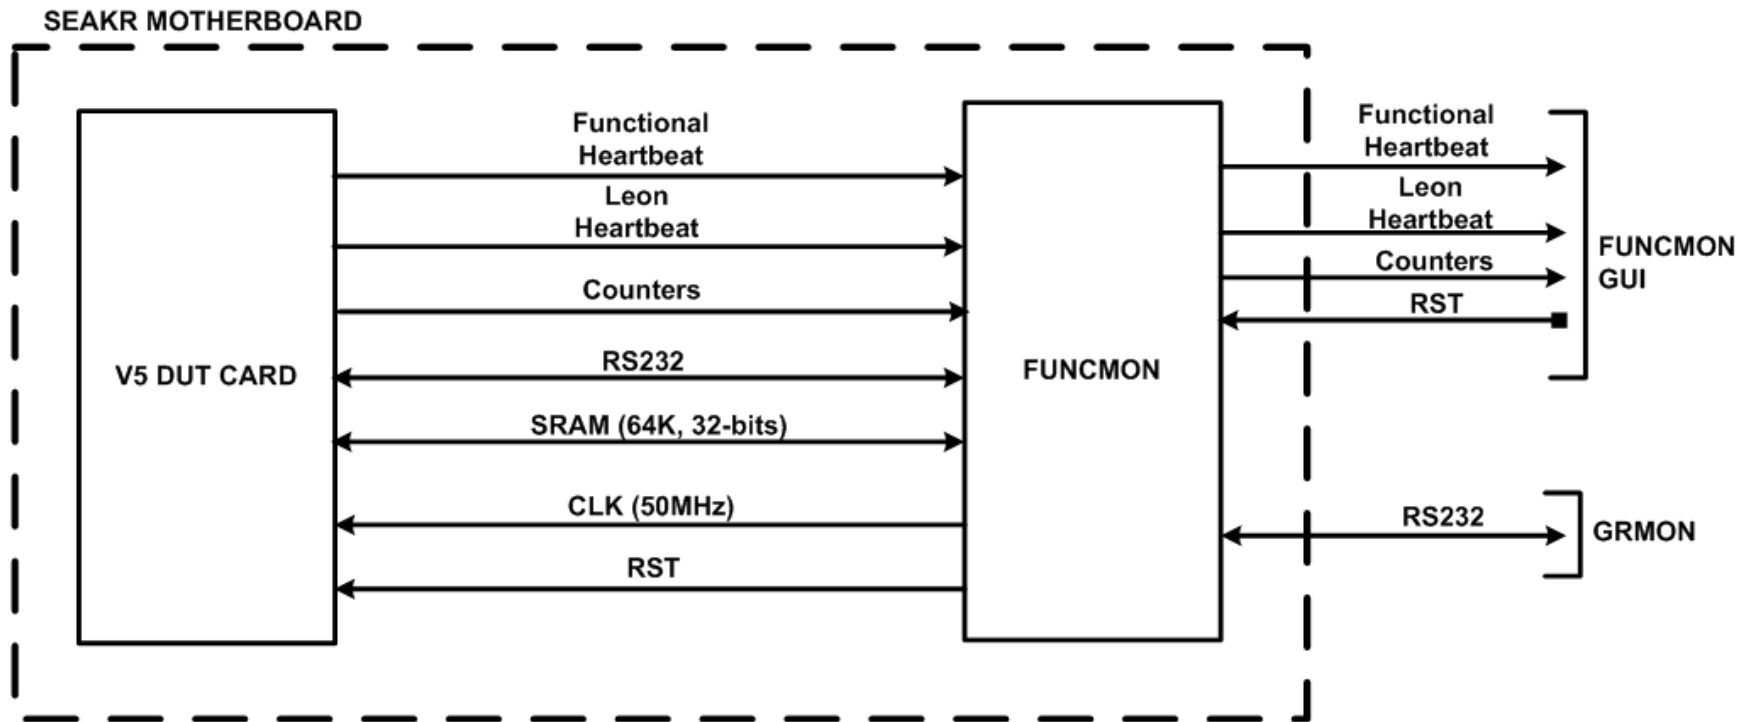 SEAKR MOTHERBOARD
Functional
Heartbeat
Leon
Heartbeat
Counters
RS232
SRAM (64K, 32-bits)
CLK (50MHz)
RST
V5 DUT CARD
FUNCMON
Functional
Heartbeat
Leon
Heartbeat
Counters
RST
FUNCMON
GUI
RS232
GRMON